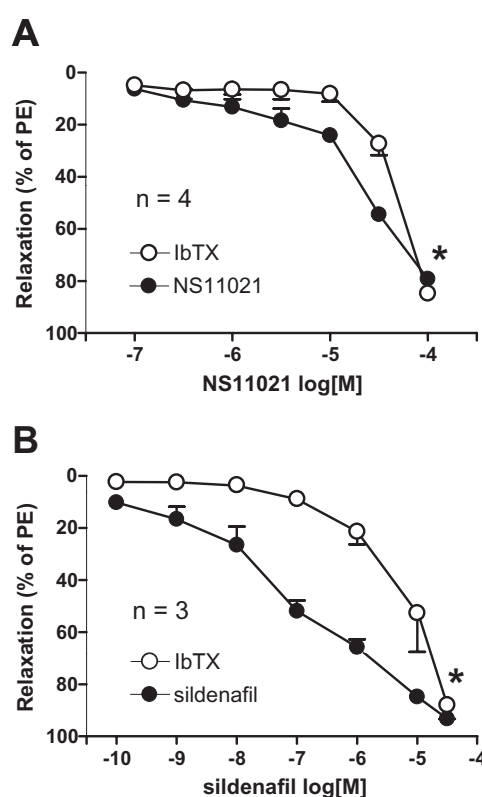 A
0
20
40
60
80
100
Relaxation (% of PE)
n = 4
IbTX
NS11021
*
-7 -6 -5 -4
NS11021 log[M]
B
0
20
40
60
80
100
Relaxation (% of PE)
n = 3
IbTX
sildenafil
*
-10 -9 -8 -7 -6 -5 -4
sildenafil log[M]